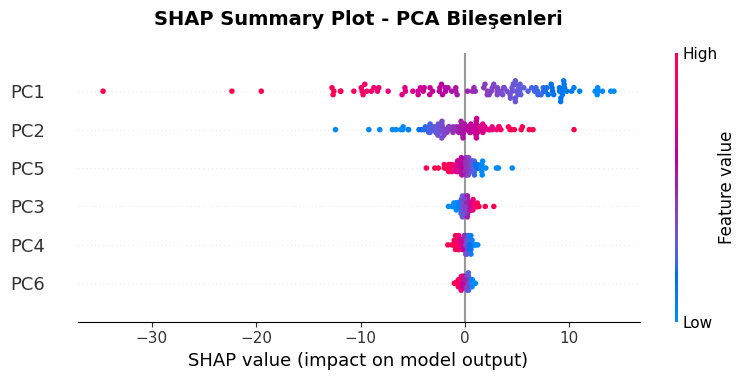 SHAP Summary Plot - PCA Bileşenleri
High
PC1
PC2
PC5
PC3
PC4
PC6
Feature value
Low
−30
−20
−10
0
10
SHAP value (impact on model output)